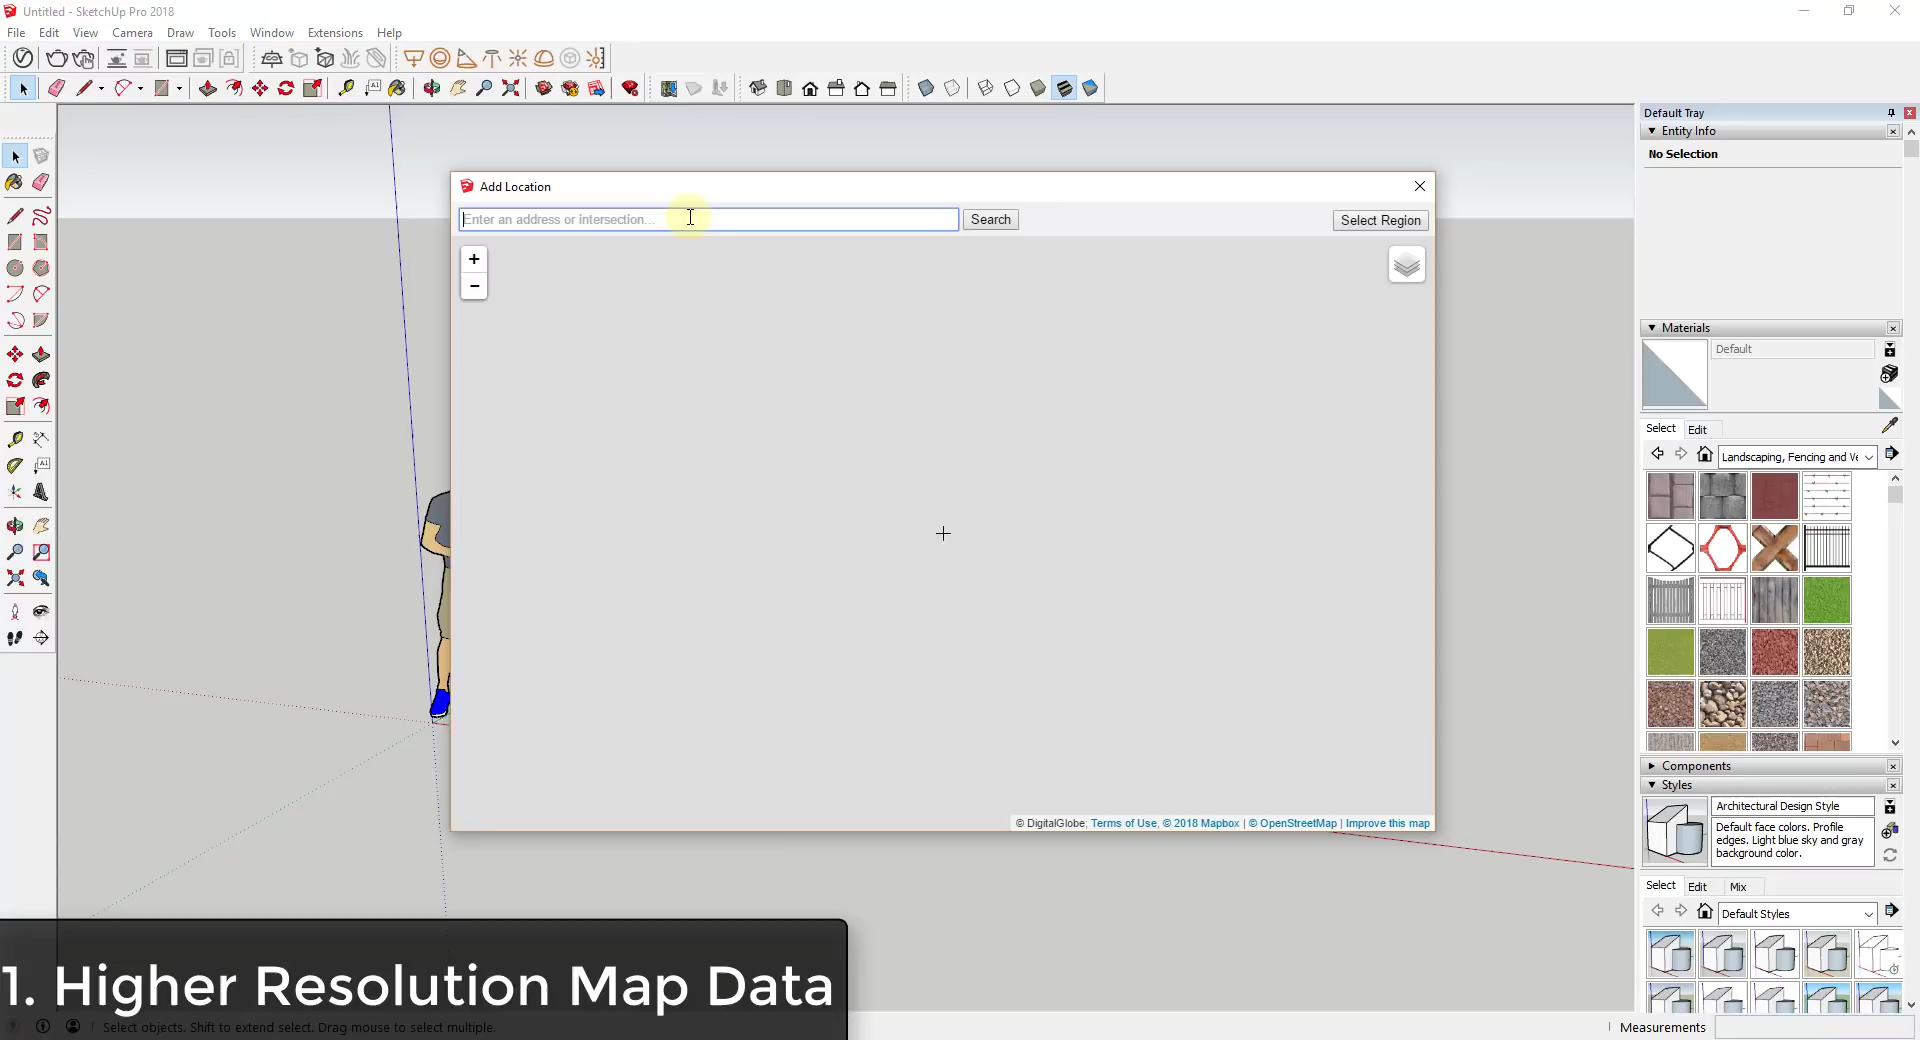 Untitled - SketchUp Pro 2018
File Edit View Camera Draw Tools Window Extensions Help
Default Tray
Entity Info
No Selection
Add Location
Enter an address or intersection...
Search
Select Region
+
−
© DigitalGlobe; Terms of Use, © 2018 Mapbox | © OpenStreetMap | Improve this map
Materials
Default
Select Edit
Landscaping, Fencing and Ve
Components
Styles
Architectural Design Style
Default face colors. Profile
edges. Light blue sky and gray
background color.
Select Edit Mix
Default Styles
1. Higher Resolution Map Data
Select objects. Shift to extend select. Drag mouse to select multiple.
Measurements